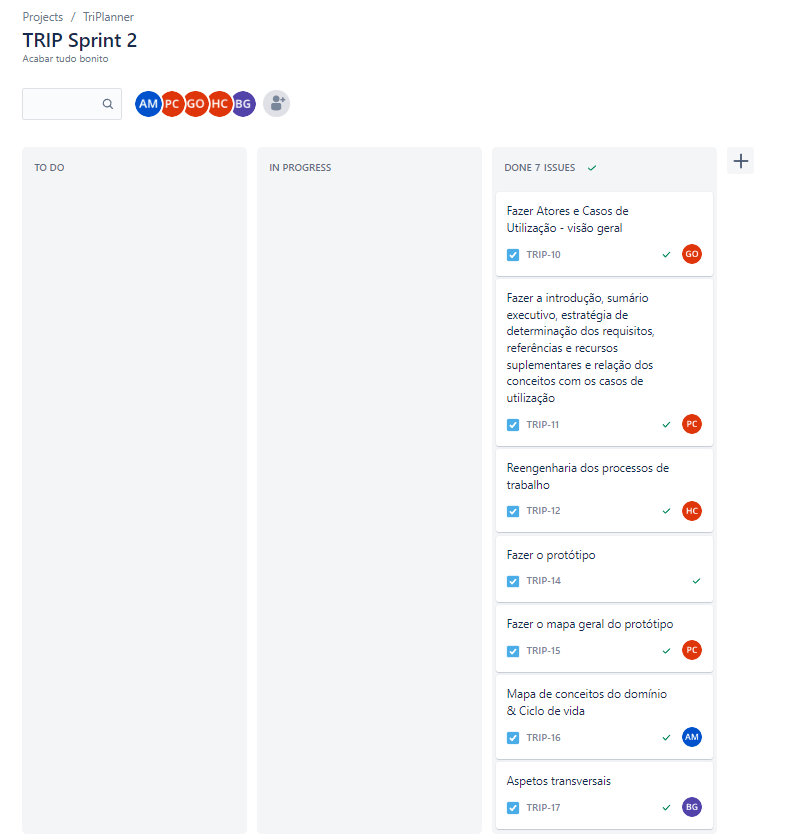 Projects / TriPlanner
TRIP Sprint 2
Acabar tudo bonito
AM PC GO HC BG
TO DO
IN PROGRESS
DONE 7 ISSUES
Fazer Atores e Casos de
Utilização - visão geral
TRIP-10 GO
Fazer a introdução, sumário
executivo, estratégia de
determinação dos requisitos,
referências e recursos
suplementares e relação dos
conceitos com os casos de
utilização
TRIP-11 PC
Reengenharia dos processos de
trabalho
TRIP-12 HC
Fazer o protótipo
TRIP-14
Fazer o mapa geral do protótipo
TRIP-15 PC
Mapa de conceitos do domínio
& Ciclo de vida
TRIP-16 AM
Aspetos transversais
TRIP-17 BG